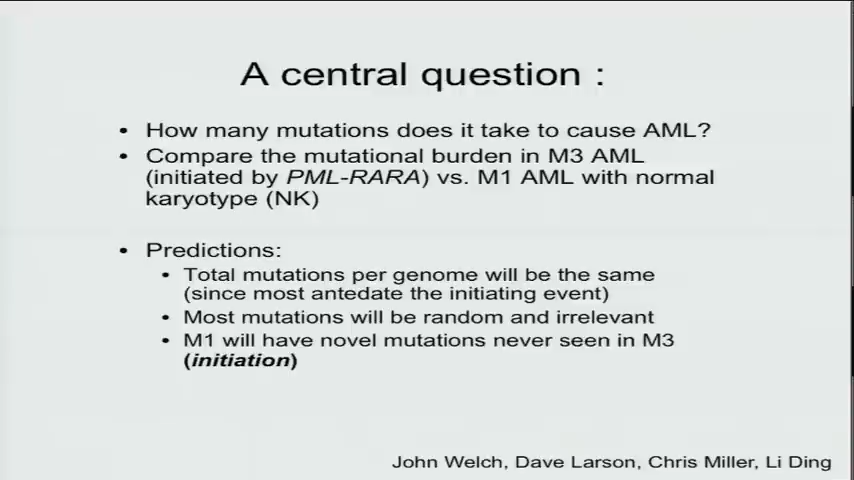 A central question :
• How many mutations does it take to cause AML?
• Compare the mutational burden in M3 AML
(initiated by PML-RARA) vs. M1 AML with normal
karyotype (NK)
• Predictions:
• Total mutations per genome will be the same
(since most antedate the initiating event)
• Most mutations will be random and irrelevant
• M1 will have novel mutations never seen in M3
(initiation)
John Welch, Dave Larson, Chris Miller, Li Ding